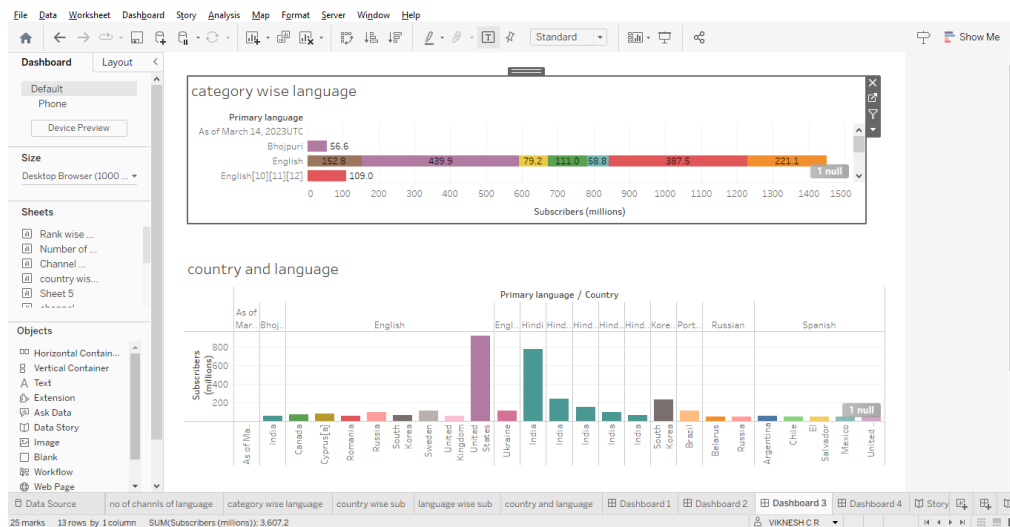 File Data Worksheet Dashboard Story Analysis Map Format Server Window Help
Standard
Show Me
Dashboard Layout
Default
Phone
Device Preview
Size
Desktop Browser (1000 ...
Sheets
Rank wise ...
Number of ...
Channel ...
country wis...
Sheet 5
Objects
Horizontal Contain...
Vertical Container
Text
Extension
Ask Data
Data Story
Image
Blank
Workflow
Web Page
category wise language
Primary language
As of March 14, 2023UTC
Bhojpuri 56.6
English 152.8 439.9 79.2 111.0 58.8 387.5 221.1
English[10][11][12] 109.0
1 null
0 100 200 300 400 500 600 700 800 900 1000 1100 1200 1300 1400 1500
Subscribers (millions)
country and language
Primary language / Country
As of
Mar.. Bhoj.. English Engl.. Hindi Hind.. Hind.. Hind.. Hind.. Kore.. Port.. Russian Spanish
Subscribers
(millions)
800
600
400
200
1 null
As of Ma..
India
Canada
Cyprus[a]
Romania
Russia
South
Korea
Sweden
United
Kingdom
United
States
Ukraine
India
India
India
India
India
South
Korea
Brazil
Belarus
Russia
Argentina
Chile
El
Salvador
Mexico
United ..
Data Source no of channls of language category wise language country wise sub language wise sub country and language Dashboard 1 Dashboard 2 Dashboard 3 Dashboard 4 Story
25 marks 13 rows by 1 column SUM(Subscribers (millions)): 3,607.2
VIKNESH C R